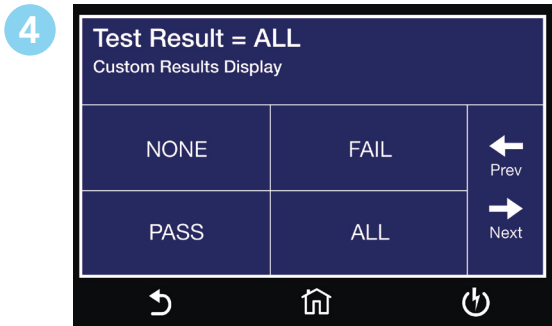 4
Test Result = ALL
Custom Results Display
NONE
FAIL
Prev
PASS
ALL
Next